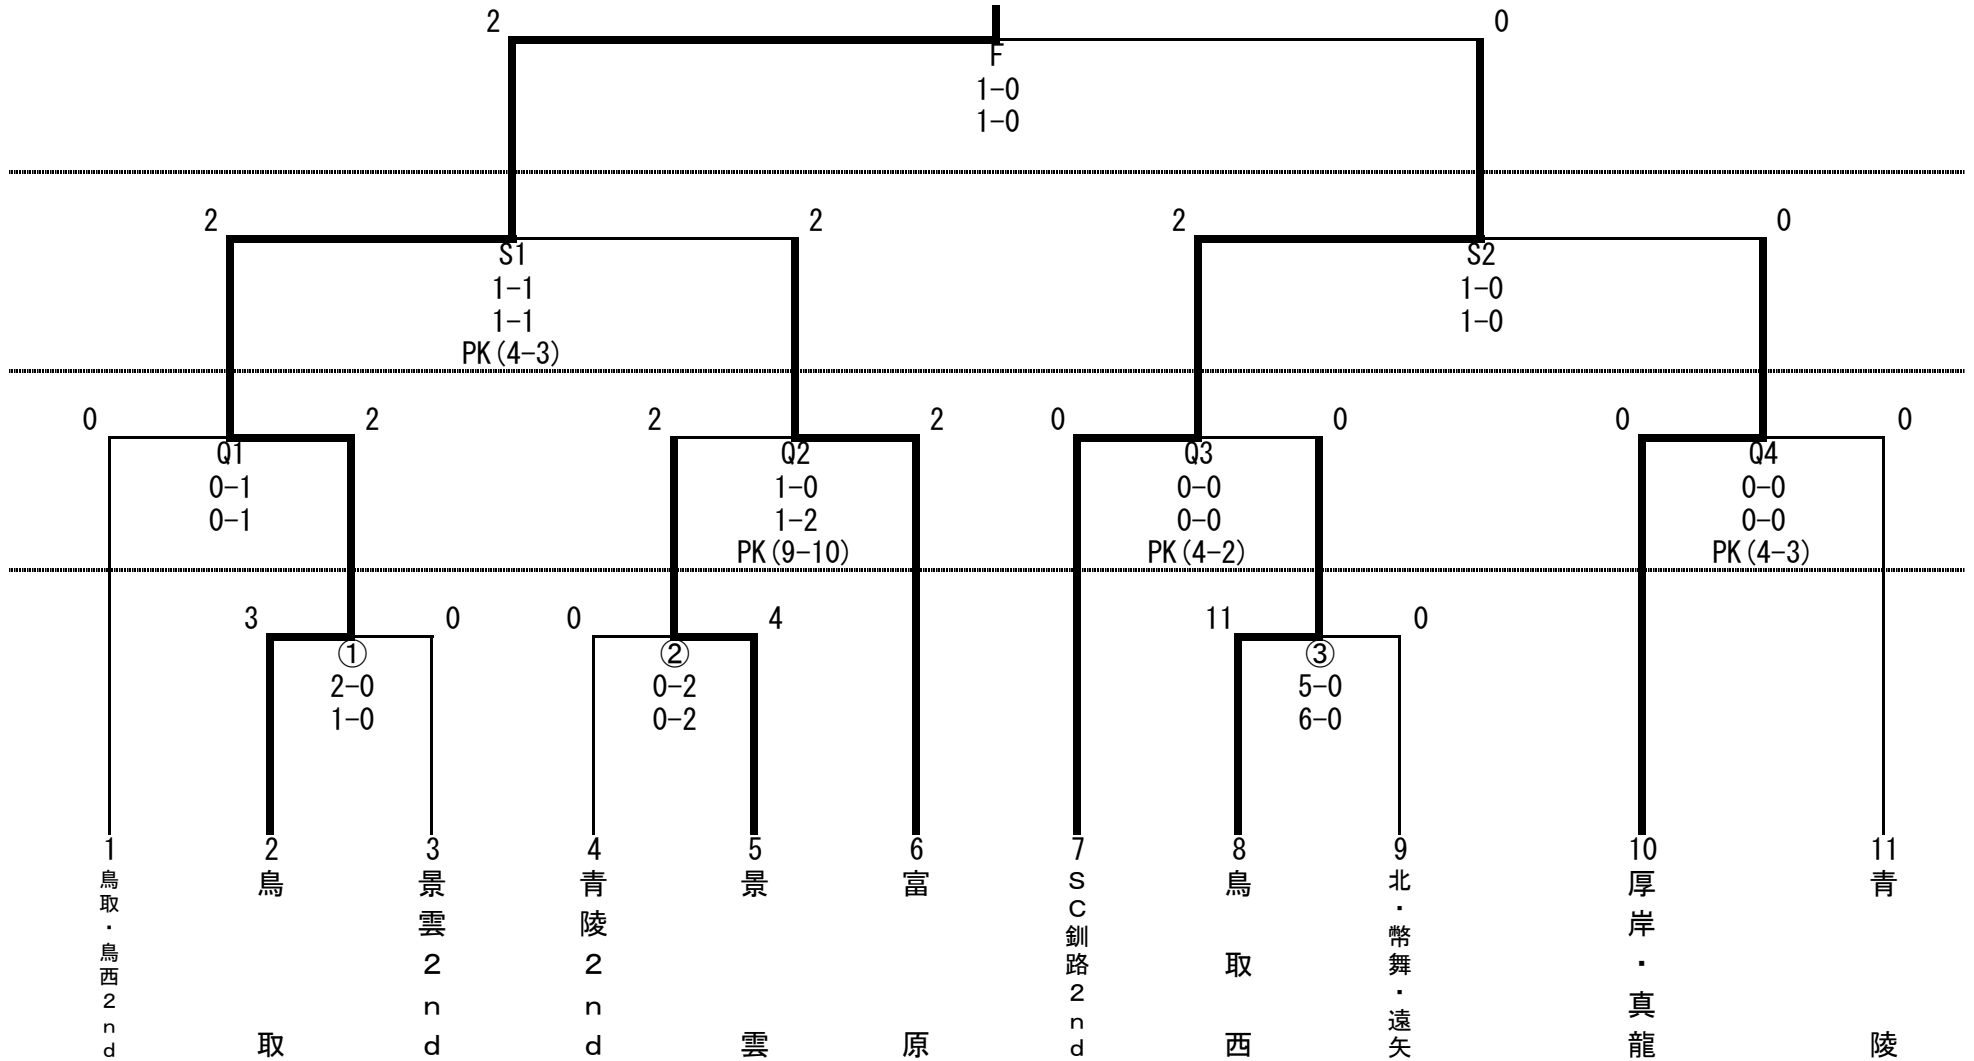 2 0
F
1-0
1-0
2 2 2 0
S1 S2
1-1 1-0
1-1 1-0
PK(4-3)
0 2 2 2 0 0 0 0
Q1 Q2 Q3 Q4
0-1 1-0 0-0 0-0
0-1 1-2 0-0 0-0
PK(9-10) PK(4-2) PK(4-3)
3 0 0 4 11 0
① ② ③
2-0 0-2 5-0
1-0 0-2 6-0
1 2 3 4 5 6 7 8 9 10 11
鳥取・鳥西2nd
鳥取
景雲2nd
青陵2nd
景雲
富原
SC釧路2nd
鳥取西
北・幣舞・遠矢
厚岸・真龍
青陵